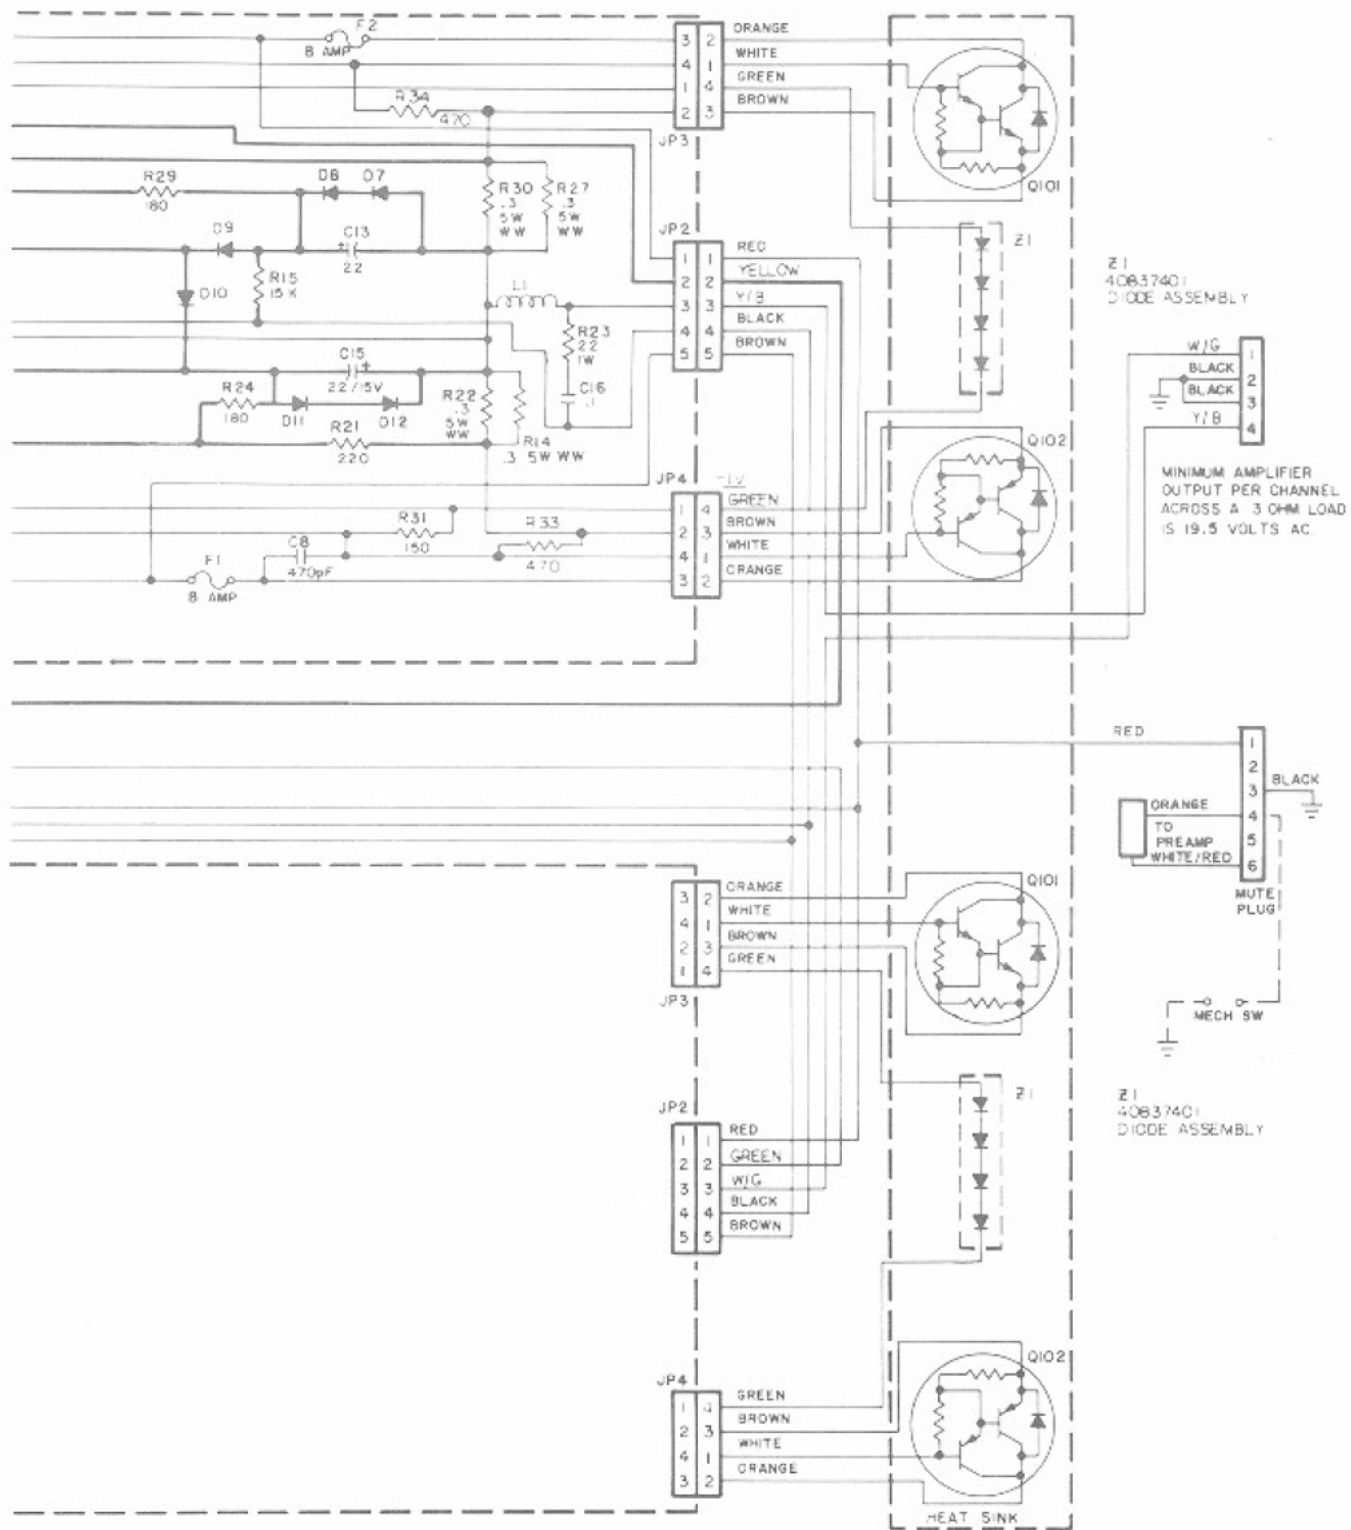 F2
8 AMP
R34
470
3 2 ORANGE
4 1 WHITE
1 4 GREEN
2 3 BROWN
JP3
Q101
R29
180
D8 D7
R30
.3
5W
WW
R27
.3
5W
WW
D9
C13
+
22
R15
15K
D10
JP2
1 1 RED
2 2 YELLOW
3 3 Y/B
4 4 BLACK
5 5 BROWN
Z1
L1
R23
22
1W
C16
.1
C15
+
22/15V
R24
180
D11 D12
R21
220
R22
.3
5W
WW
R14
.3 5W WW
Z1
40837401
DIODE ASSEMBLY
W/G 1
BLACK 2
BLACK 3
Y/B 4
MINIMUM AMPLIFIER
OUTPUT PER CHANNEL
ACROSS A 3 OHM LOAD
IS 19.5 VOLTS AC
Q102
JP4
1 4 GREEN
2 3 BROWN
4 1 WHITE
3 2 ORANGE
R31
150
R33
470
C8
470pF
F1
8 AMP
RED 1
2
3 BLACK
ORANGE 4
TO
PREAMP 5
WHITE/RED 6
MUTE
PLUG
MECH SW
Q101
3 2 ORANGE
4 1 WHITE
2 3 BROWN
1 4 GREEN
JP3
Z1
Z1
40837401
DIODE ASSEMBLY
JP2
1 1 RED
2 2 GREEN
3 3 W/G
4 4 BLACK
5 5 BROWN
Q102
JP4
1 4 GREEN
2 3 BROWN
4 1 WHITE
3 2 ORANGE
HEAT SINK